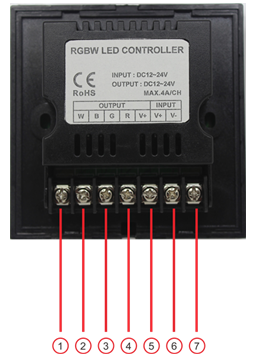 RGBW LED CONTROLLER
CE
RoHS
INPUT : DC12~24V
OUTPUT : DC12~24V
MAX.4A/CH
OUTPUT INPUT
W B G R V+ V+ V-
1 2 3 4 5 6 7